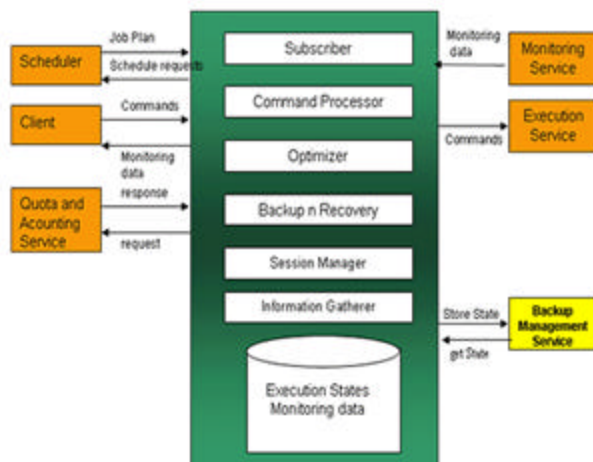 Job Plan
Scheduler
Schedule requests
Commands
Client
Monitoring
data
response
Quota and
Acounting
Service
request
Subscriber
Command Processor
Optimizer
Backup n Recovery
Session Manager
Information Gatherer
Execution States
Monitoring data
Monitoring
data
Monitoring
Service
Execution
Service
Commands
Store State
Backup
Management
Service
get State